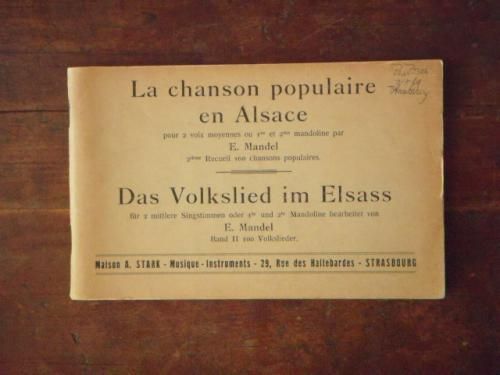 La chanson populaire
en Alsace
pour 2 voix moyennes ou 1re et 2me mandoline par
E. Mandel
2ème Recueil 100 chansons populaires.
Das Volkslied im Elsass
für 2 mittlere Singstimmen oder 1te und 2te Mandoline bearbeitet von
E. Mandel
Band II 100 Volkslieder.
Maison A. STARK - Musique-Instruments - 29, Rue des Hallebardes - STRASBOURG